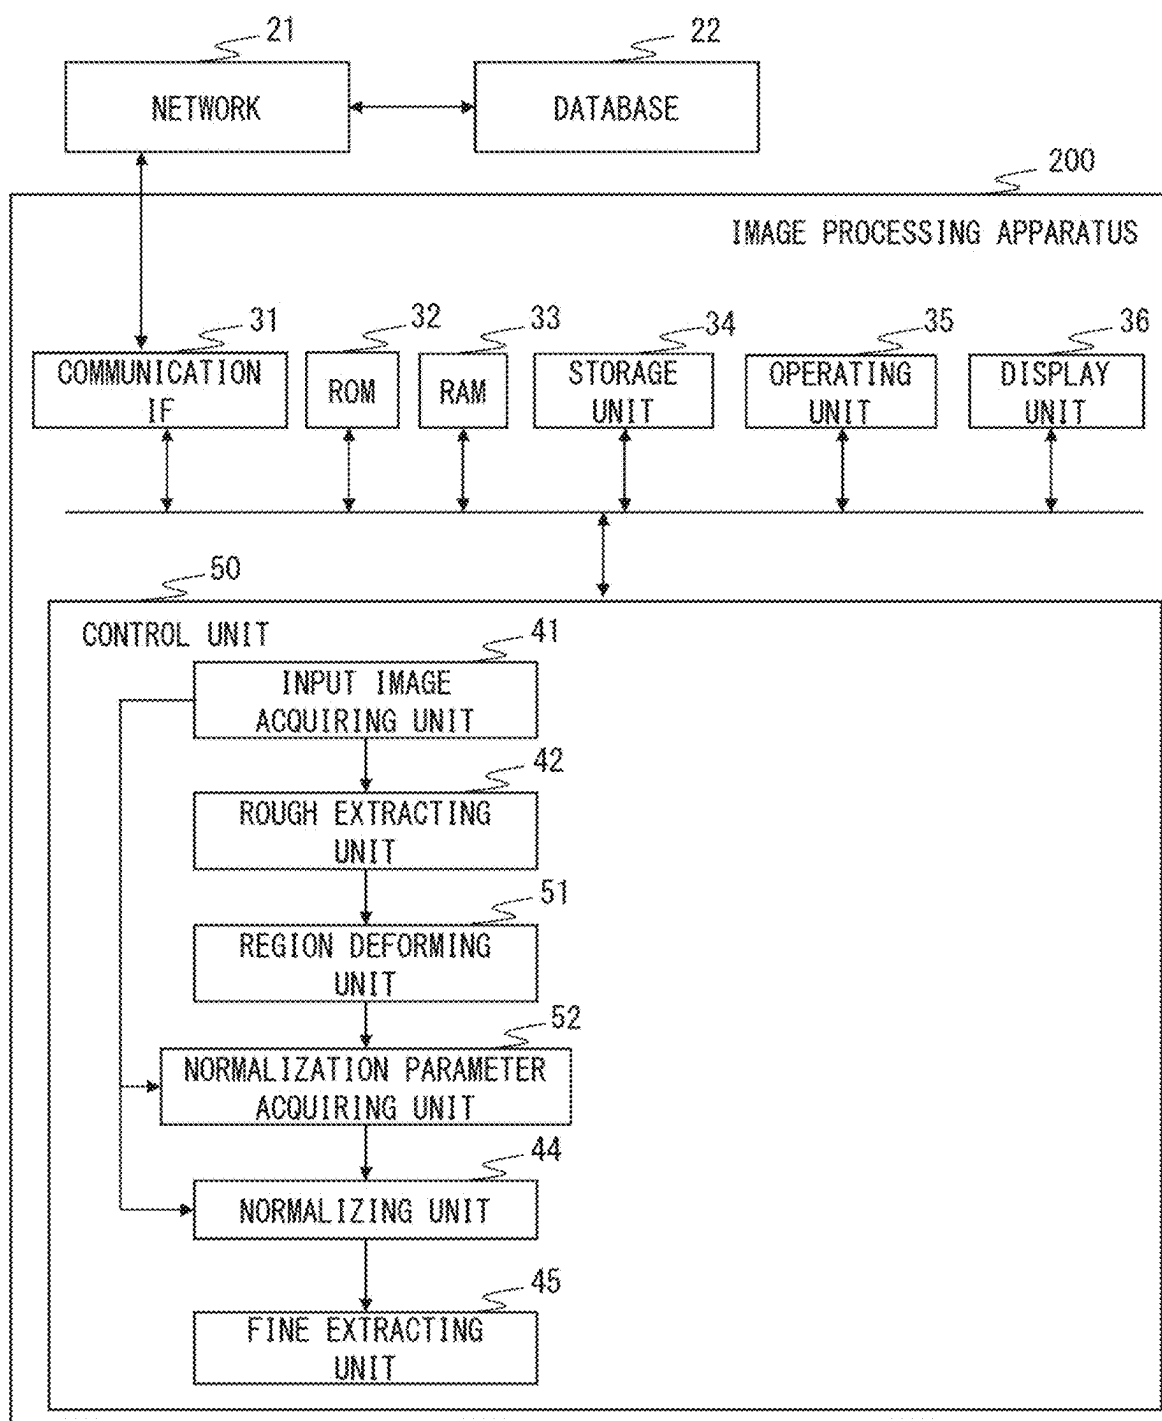 21
22
NETWORK
DATABASE
200
IMAGE PROCESSING APPARATUS
31
32
33
34
35
36
COMMUNICATION
IF
ROM
RAM
STORAGE
UNIT
OPERATING
UNIT
DISPLAY
UNIT
50
CONTROL UNIT
41
INPUT IMAGE
ACQUIRING UNIT
42
ROUGH EXTRACTING
UNIT
51
REGION DEFORMING
UNIT
52
NORMALIZATION PARAMETER
ACQUIRING UNIT
44
NORMALIZING UNIT
45
FINE EXTRACTING
UNIT